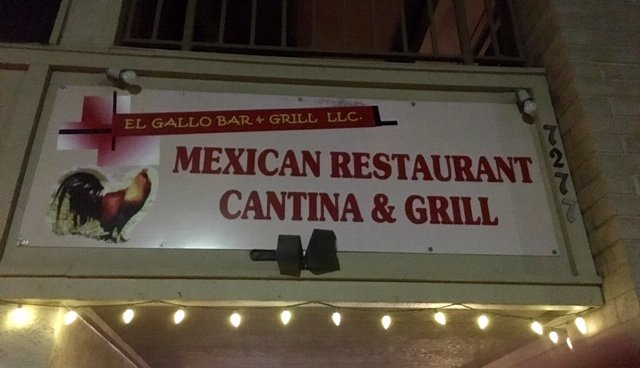 EL GALLO BAR + GRILL LLC.
MEXICAN RESTAURANT
CANTINA & GRILL
7277